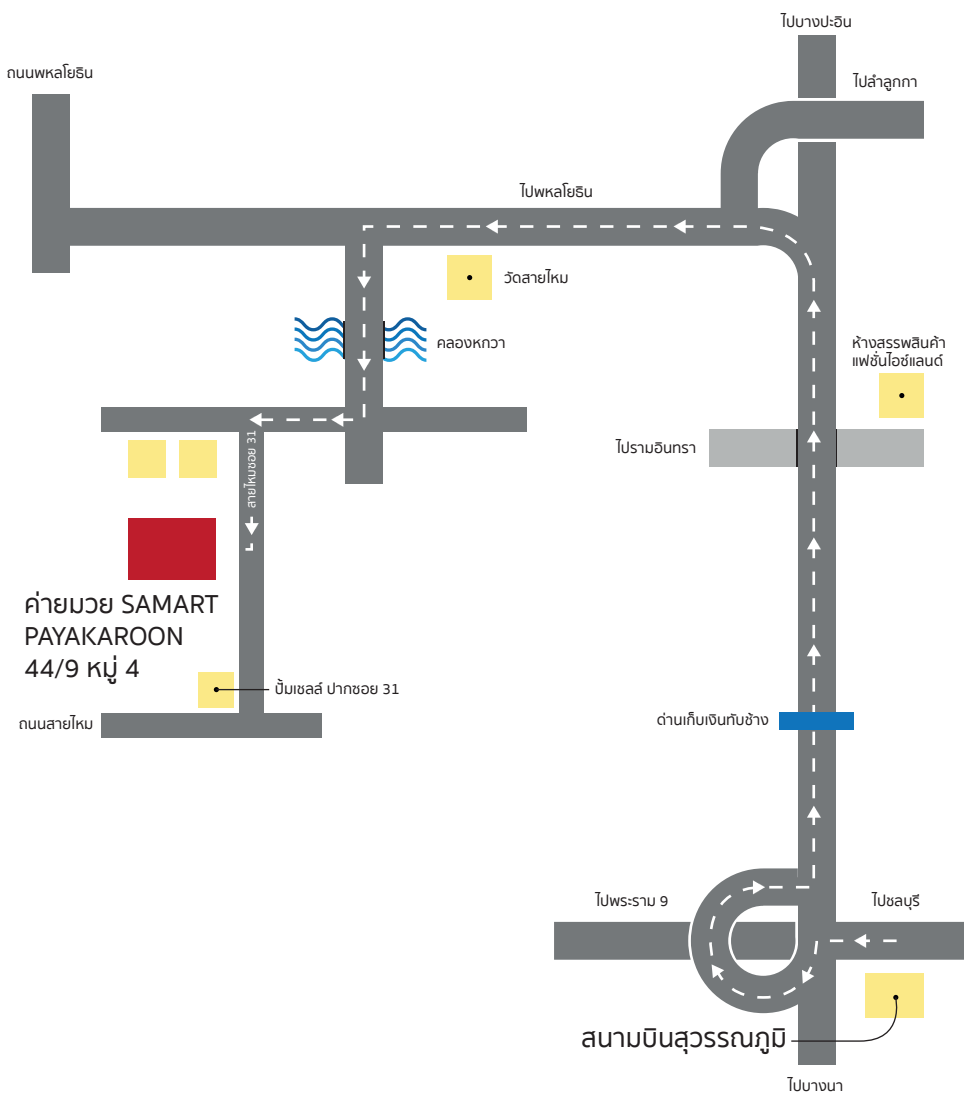 ไปบางปะอิน
ถนนพหลโยธิน
ไปลำลูกกา
ไปพหลโยธิน
วัดสายไหม
คลองหกวา
ห้างสรรพสินค้า
แฟชั่นไอซ์แลนด์
ไปรามอินทรา
สายไหมซอย 31
ค่ายมวย SAMART
PAYAKAROON
44/9 หมู่ 4
ปั้มเชลล์ ปากซอย 31
ถนนสายไหม
ด่านเก็บเงินทับช้าง
ไปพระราม 9
ไปชลบุรี
สนามบินสุวรรณภูมิ
ไปบางนา